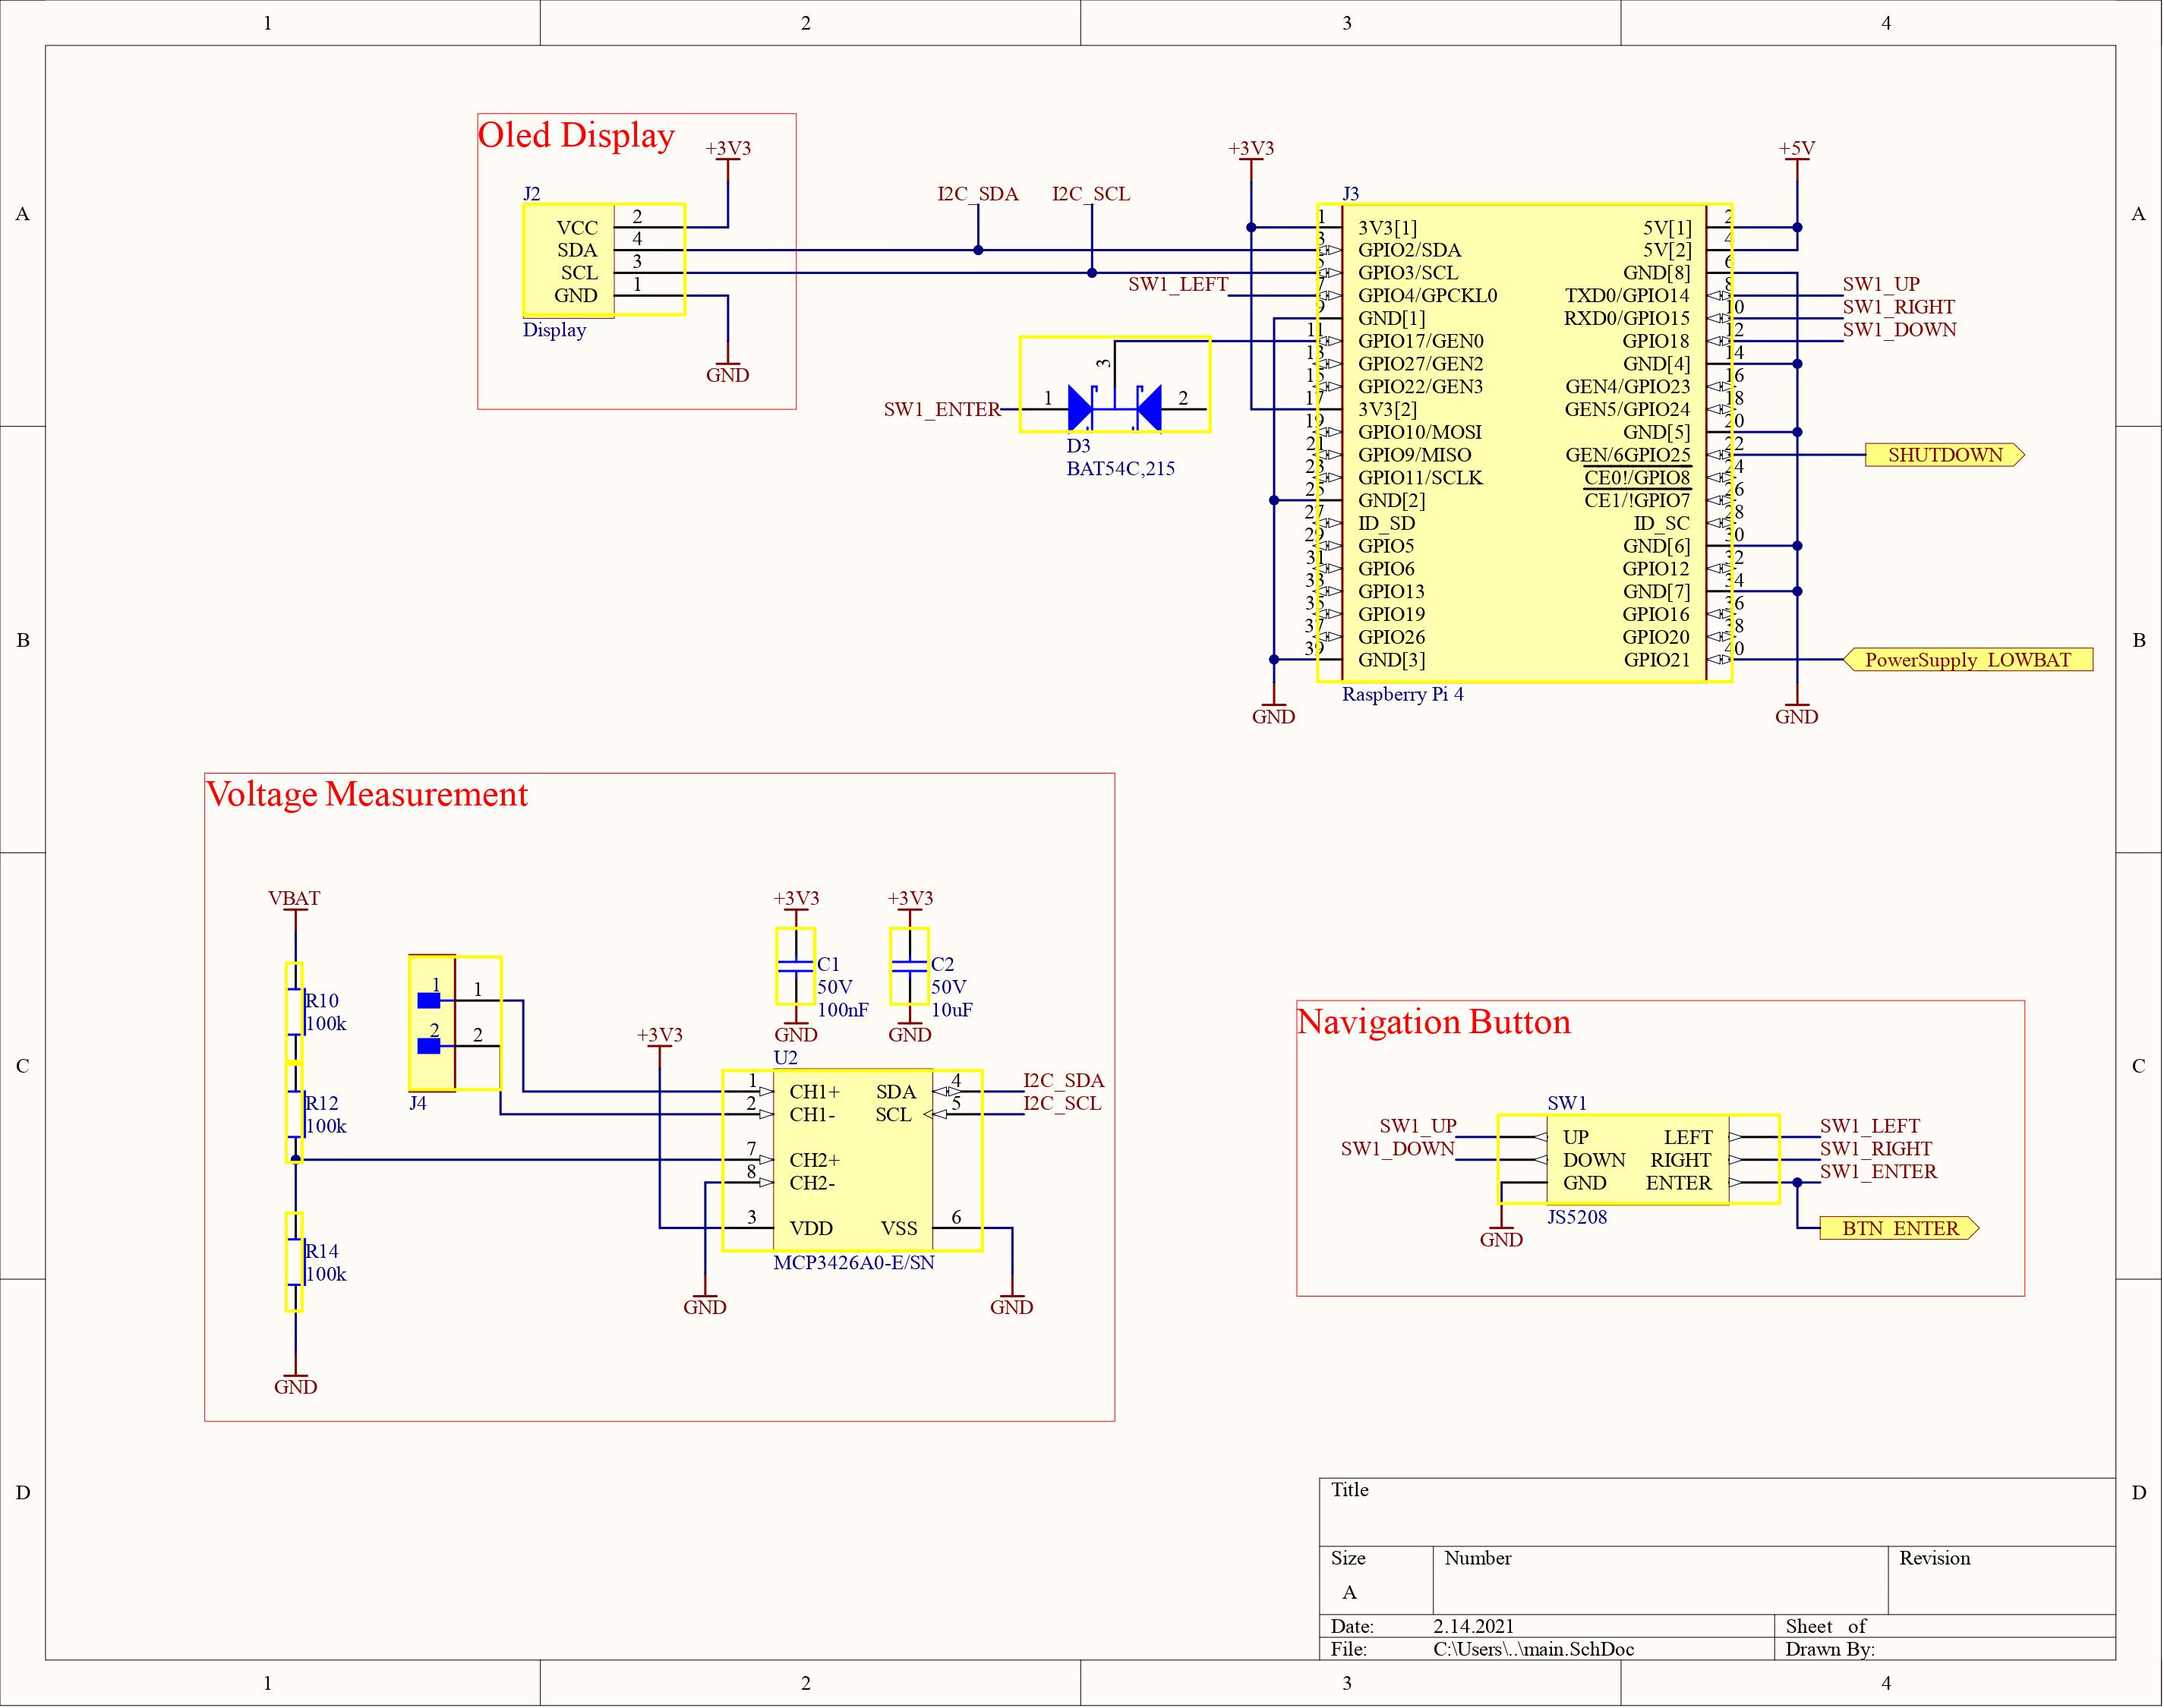 1 2 3 4
A A
B B
C C
D D
1 2 3 4
Oled Display
+3V3
J2
VCC 2
SDA 4
SCL 3
GND 1
Display
GND
I2C_SDA I2C_SCL
+3V3
+5V
J3
1 3V3[1] 5V[1] 2
3 GPIO2/SDA 5V[2] 4
5 GPIO3/SCL GND[8] 6
SW1_LEFT 7 GPIO4/GPCKL0 TXD0/GPIO14 8 SW1_UP
9 GND[1] RXD0/GPIO15 10 SW1_RIGHT
11 GPIO17/GEN0 GPIO18 12 SW1_DOWN
13 GPIO27/GEN2 GND[4] 14
15 GPIO22/GEN3 GEN4/GPIO23 16
17 3V3[2] GEN5/GPIO24 18
19 GPIO10/MOSI GND[5] 20
21 GPIO9/MISO GEN/6GPIO25 22 SHUTDOWN
23 GPIO11/SCLK CE0!/GPIO8 24
25 GND[2] CE1/!GPIO7 26
27 ID_SD ID_SC 28
29 GPIO5 GND[6] 30
31 GPIO6 GPIO12 32
33 GPIO13 GND[7] 34
35 GPIO19 GPIO16 36
37 GPIO26 GPIO20 38
39 GND[3] GPIO21 40 PowerSupply_LOWBAT
Raspberry Pi 4
GND
GND
3
SW1_ENTER 1 2
D3
BAT54C,215
Voltage Measurement
VBAT
R10
100k
R12
100k
R14
100k
GND
1 1
2 2
J4
+3V3
C1
50V
100nF
GND
+3V3
C2
50V
10uF
GND
+3V3
U2
1 CH1+ SDA 4 I2C_SDA
2 CH1- SCL 5 I2C_SCL
7 CH2+
8 CH2-
3 VDD VSS 6
MCP3426A0-E/SN
GND
GND
Navigation Button
SW1
SW1_UP UP LEFT SW1_LEFT
SW1_DOWN DOWN RIGHT SW1_RIGHT
GND ENTER SW1_ENTER
JS5208
GND
BTN_ENTER
Title
Size Number Revision
A
Date: 2.14.2021 Sheet of
File: C:\Users\..\main.SchDoc Drawn By: